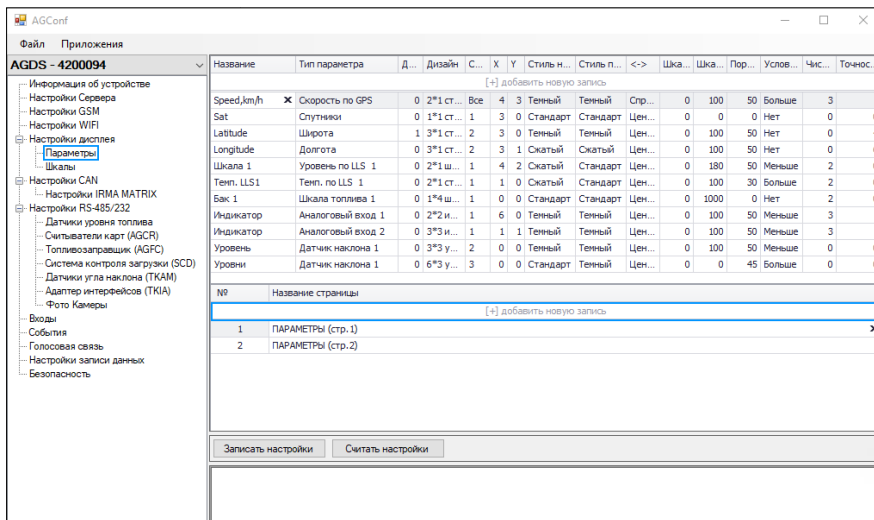 AGConf
Файл Приложения
AGDS - 4200094
Информация об устройстве
Настройки Сервера
Настройки GSM
Настройки WIFI
Настройки дисплея
Параметры
Шкалы
Настройки CAN
Настройки IRMA MATRIX
Настройки RS-485/232
Датчики уровня топлива
Считыватели карт (AGCR)
Топливозаправщик (AGFC)
Система контроля загрузки (SCD)
Датчики угла наклона (TKAM)
Адаптер интерфейсов (TKIA)
Фото Камеры
Входы
События
Голосовая связь
Настройки записи данных
Безопасность
Название Тип параметра Д... Дизайн С... X Y Стиль н... Стиль п... <-> Шка... Шка... Пор... Услов... Чис... Точнос.
[+] добавить новую запись
Speed,km/h Скорость по GPS 0 2*1 ст... Все 4 3 Темный Темный Спр... 0 100 50 Больше 3
Sat Спутники 0 1*1 ст... 1 3 0 Стандарт Стандарт Цен... 0 0 0 Нет 0
Latitude Широта 1 3*1 ст... 2 3 0 Темный Темный Цен... 0 100 50 Нет 0
Longitude Долгота 0 3*1 ст... 2 3 1 Сжатый Сжатый Цен... 0 100 50 Нет 0
Шкала 1 Уровень по LLS 1 0 2*1 ш... 1 4 2 Сжатый Стандарт Цен... 0 180 50 Меньше 2
Темп. LLS1 Темп. по LLS 1 0 2*1 ст... 1 1 0 Сжатый Стандарт Цен... 0 100 30 Больше 2
Бак 1 Шкала топлива 1 0 1*4 ш... 1 0 0 Стандарт Стандарт Цен... 0 1000 0 Нет 2
Индикатор Аналоговый вход 1 0 2*2 и... 1 6 0 Темный Темный Цен... 0 100 50 Меньше 3
Индикатор Аналоговый вход 2 0 3*3 и... 1 1 1 Темный Темный Цен... 0 100 50 Меньше 3
Уровень Датчик наклона 1 0 3*3 у... 2 0 0 Темный Темный Цен... 0 100 50 Меньше 0
Уровни Датчик наклона 1 0 6*3 у... 3 0 0 Стандарт Темный Цен... 0 0 45 Больше 0
№ Название страницы
[+] добавить новую запись
1 ПАРАМЕТРЫ (стр.1)
2 ПАРАМЕТРЫ (стр.2)
Записать настройки Считать настройки